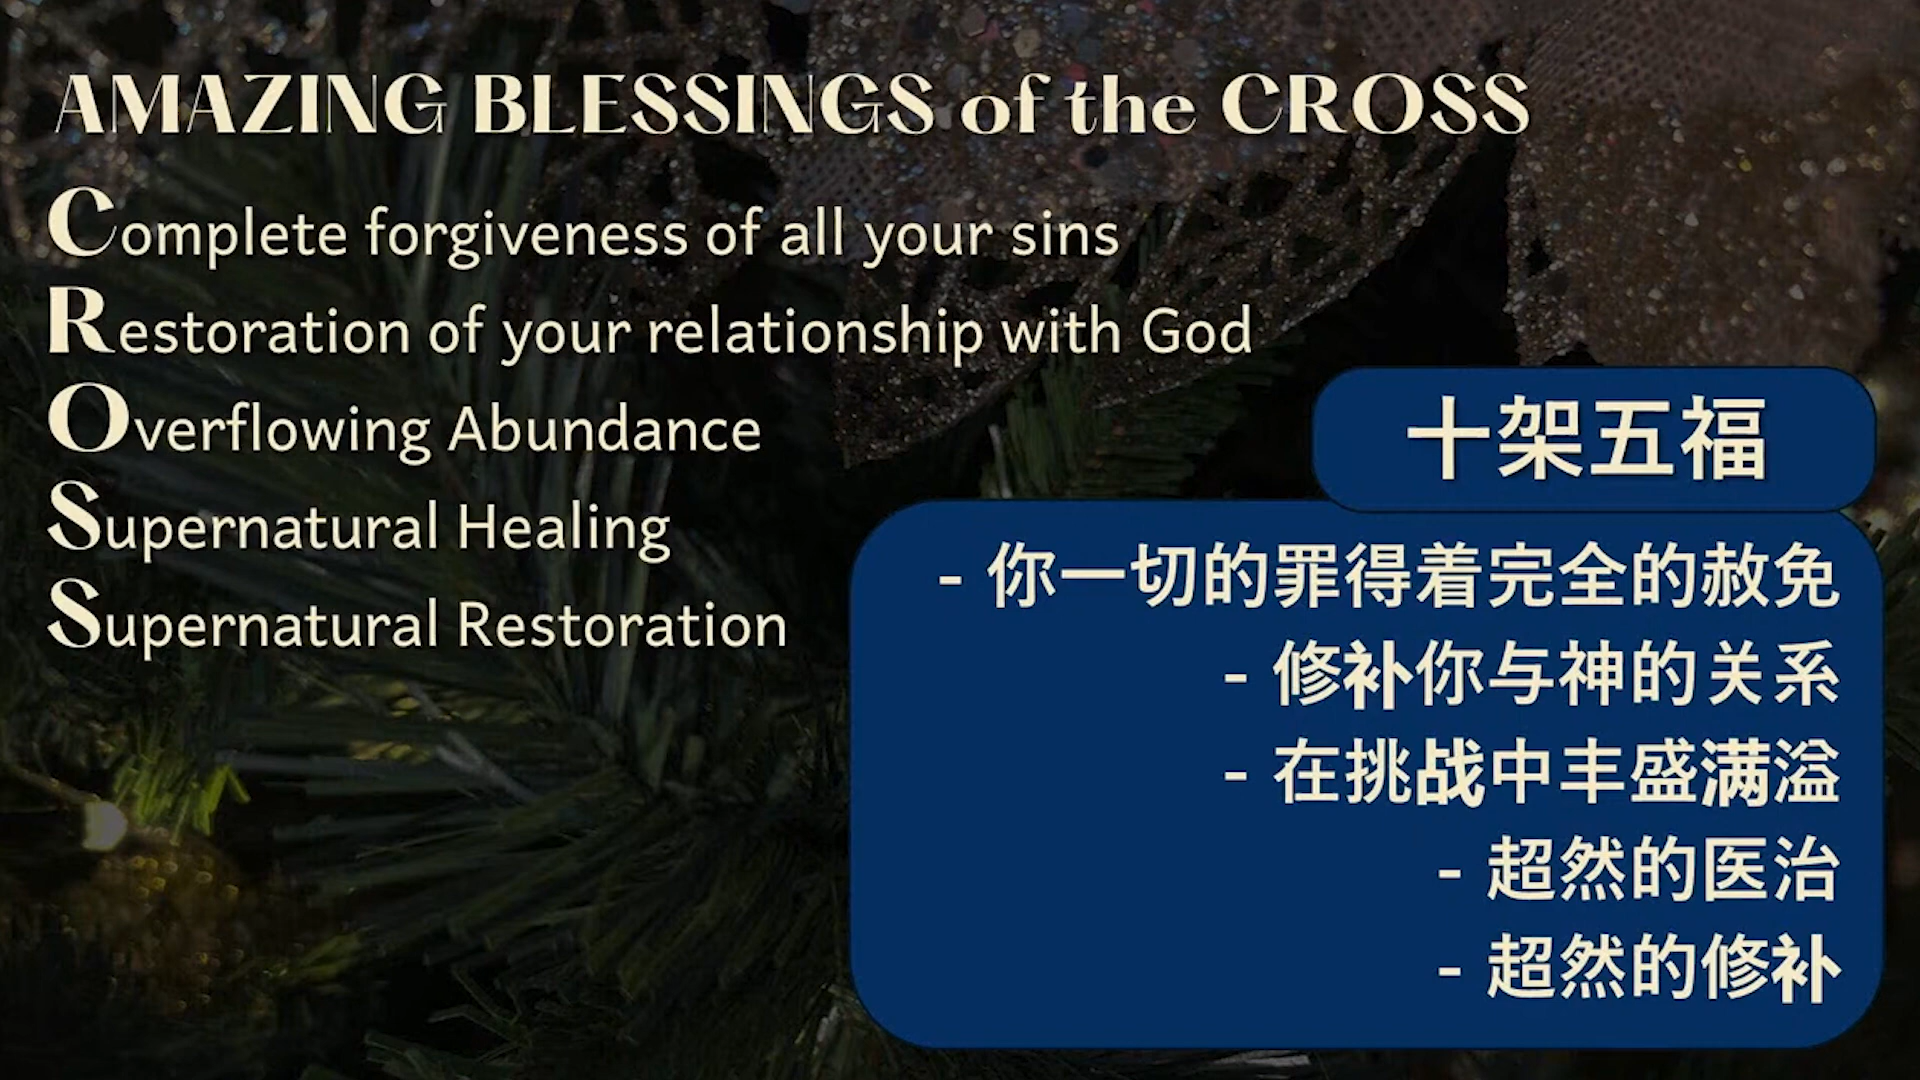 AMAZING BLESSINGS of the CROSS
Complete forgiveness of all your sins
Restoration of your relationship with God
Overflowing Abundance
Supernatural Healing
Supernatural Restoration
十架五福
- 你一切的罪得着完全的赦免
- 修补你与神的关系
- 在挑战中丰盛满溢
- 超然的医治
- 超然的修补